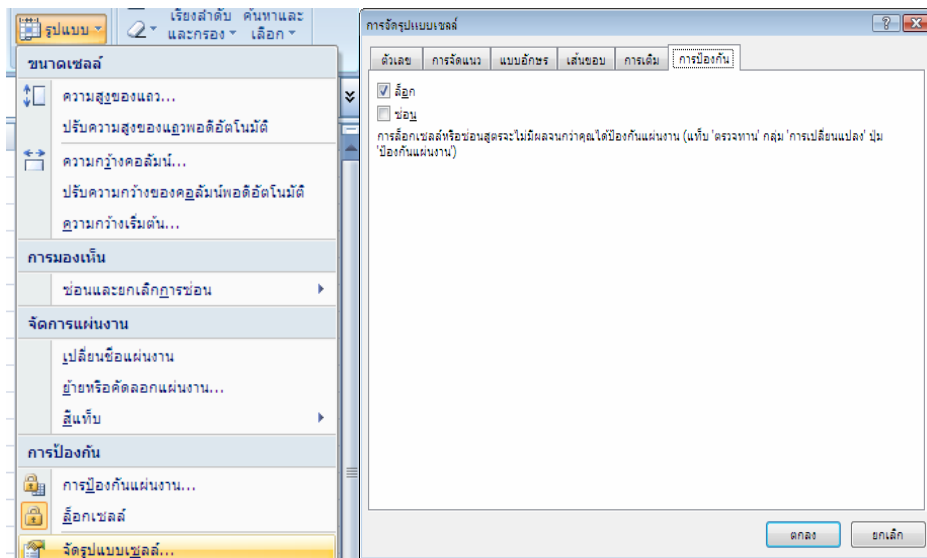 รูปแบบ
เรียงลำดับ ค้นหาและ
และกรอง เลือก
ขนาดเซลล์
ความสูงของแถว...
ปรับความสูงของแถวพอดีอัตโนมัติ
ความกว้างคอลัมน์...
ปรับความกว้างของคอลัมน์พอดีอัตโนมัติ
ความกว้างเริ่มต้น...
การมองเห็น
ซ่อนและยกเลิกการซ่อน
จัดการแผ่นงาน
เปลี่ยนชื่อแผ่นงาน
ย้ายหรือคัดลอกแผ่นงาน...
สีแท็บ
การป้องกัน
การป้องกันแผ่นงาน...
ล็อกเซลล์
จัดรูปแบบเซลล์...
การจัดรูปแบบเซลล์
ตัวเลข การจัดแนว แบบอักษร เส้นขอบ การเติม การป้องกัน
ล็อก
ซ่อน
การล็อกเซลล์หรือซ่อนสูตรจะไม่มีผลจนกว่าคุณได้ป้องกันแผ่นงาน (แท็บ 'ตรวจทาน' กลุ่ม 'การเปลี่ยนแปลง' ปุ่ม
'ป้องกันแผ่นงาน')
ตกลง ยกเลิก